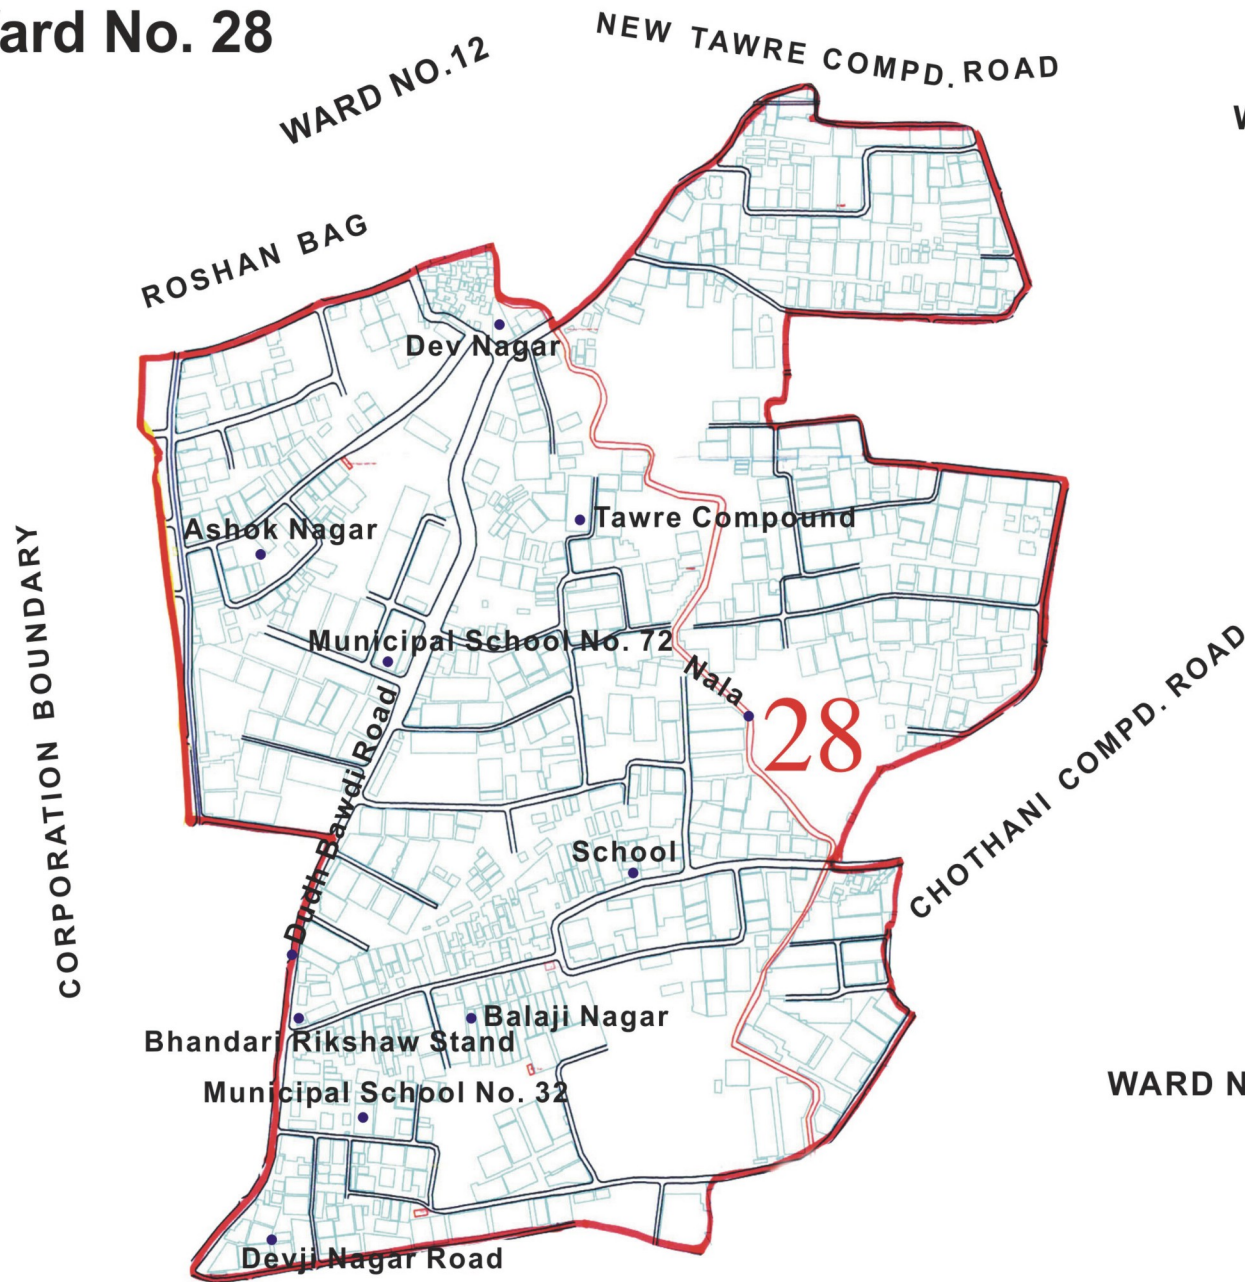 ard No. 28
WARD NO.12
NEW TAWRE COMPD. ROAD
W
ROSHAN BAG
Dev Nagar
Ashok Nagar
Tawre Compound
CORPORATION BOUNDARY
Municipal School No. 72
Nala
28
Dudh Bawdi Road
CHOTHANI COMPD. ROAD
School
Balaji Nagar
Bhandari Rikshaw Stand
Municipal School No. 32
WARD N
Devji Nagar Road